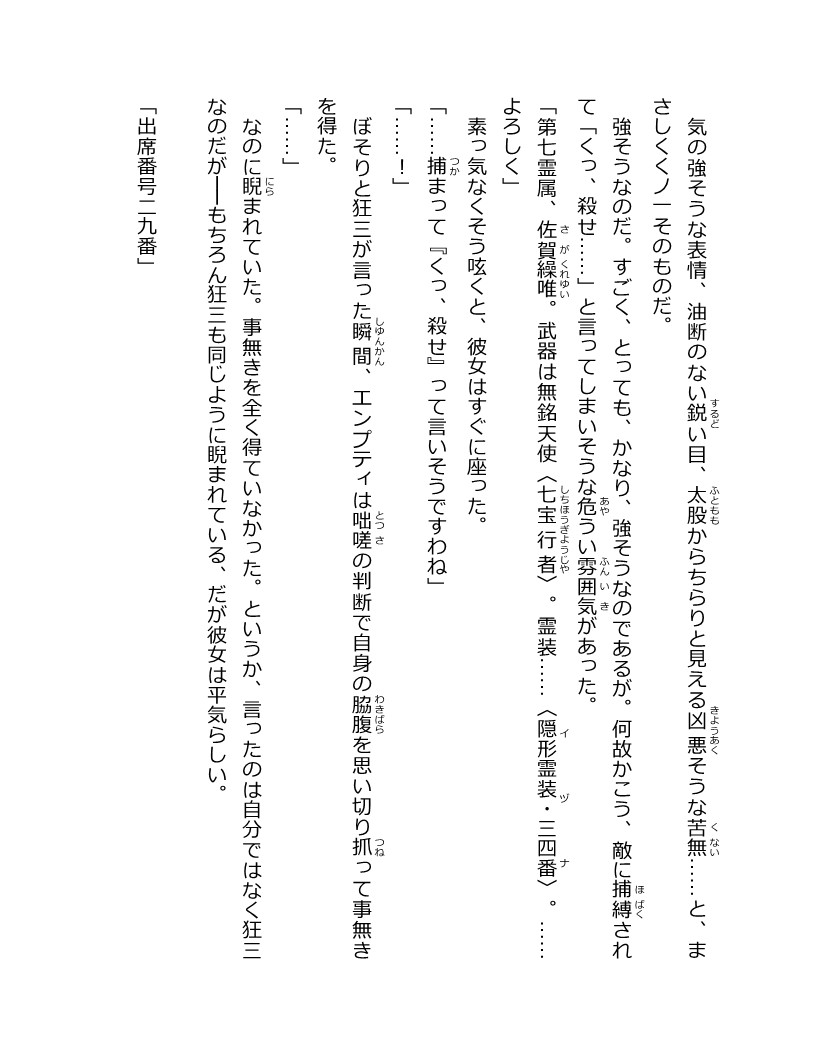 気の強そうな表情、油断のない鋭い目、太股からちらりと見える凶悪そうな苦無……と、ま
さしくくノ一そのものだ。
強そうなのだ。すごく、とっても、かなり、強そうなのであるが。何故かこう、敵に捕縛され
て「くっ、殺せ……」と言ってしまいそうな危うい雰囲気があった。
「第七霊属、佐賀繰唯。武器は無銘天使〈七宝行者〉。霊装……〈隠形霊装・三四番〉。……
よろしく」
素っ気なくそう呟くと、彼女はすぐに座った。
「……捕まって『くっ、殺せ』って言いそうですわね」
「……！」
ぼそりと狂三が言った瞬間、エンプティは咄嗟の判断で自身の脇腹を思い切り抓って事無き
を得た。
「……」
なのに睨まれていた。事無きを全く得ていなかった。というか、言ったのは自分ではなく狂三
なのだが――もちろん狂三も同じように睨まれている、だが彼女は平気らしい。
「出席番号二九番」